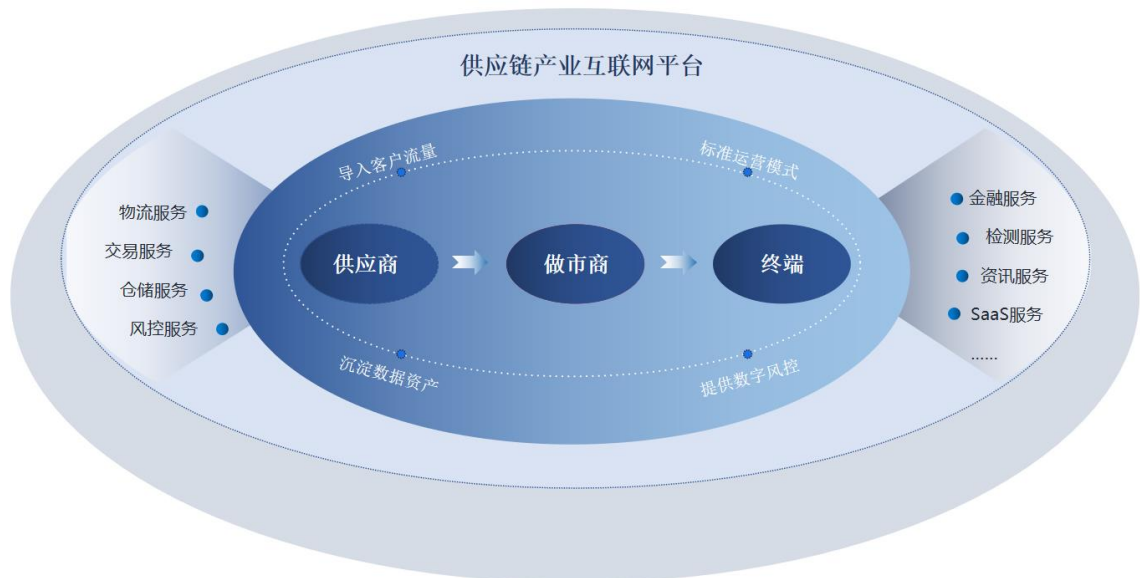 供应链产业互联网平台
导入客户流量
标准运营模式
物流服务
交易服务
仓储服务
风控服务
供应商
做市商
终端
金融服务
检测服务
资讯服务
SaaS服务
......
沉淀数据资产
提供数字风控